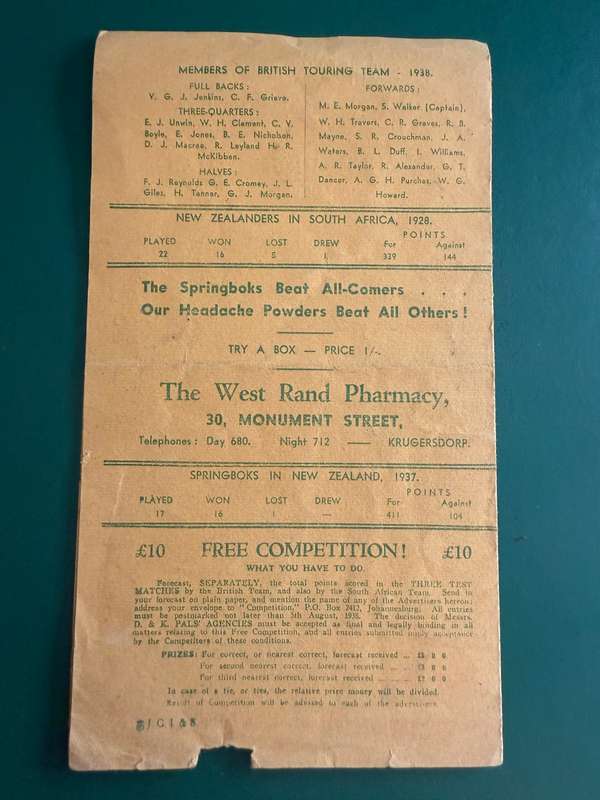 MEMBERS OF BRITISH TOURING TEAM - 1938.
FULL BACKS :
V. G. J. Jenkins, C. F. Grieve.
THREE-QUARTERS :
E. J. Unwin, W. H. Clement, C. V.
Boyle, E. Jones, B. E. Nicholson,
D. J. Macrae, R. Leyland H. R.
McKibben.
HALVES :
F. J. Reynolds G. E. Cromey, J. L.
Giles, H. Tanner, G. J. Morgan.
FORWARDS :
M. E. Morgan, S. Walker (Captain),
W. H. Travers, C. R. Graves, R. B.
Mayne, S. R. Crouchman, J. A.
Waters, B. L. Duff, I. Williams,
A. R. Taylor, R. Alexander, G. T.
Dancer, A. G. H. Purchas, W. G.
Howard.
NEW ZEALANDERS IN SOUTH AFRICA, 1928.
POINTS
PLAYED WON LOST DREW For Against
22 16 5 1 339 144
The Springboks Beat All-Comers . . .
Our Headache Powders Beat All Others !
TRY A BOX — PRICE 1/-.
The West Rand Pharmacy,
30, MONUMENT STREET,
Telephones : Day 680. Night 712 — KRUGERSDORP.
SPRINGBOKS IN NEW ZEALAND, 1937.
POINTS
PLAYED WON LOST DREW For Against
17 16 1 — 411 104
£10 FREE COMPETITION! £10
WHAT YOU HAVE TO DO.
Forecast, SEPARATELY, the total points scored in the THREE TEST
MATCHES by the British Team, and also by the South African Team. Send in
your forecast on plain paper, and mention the name of any of the Advertisers hereon;
address your envelope to "Competition," P.O. Box 7412, Johannesburg. All entries
must be postmarked not later than 5th August, 1938. The decision of Messrs.
D. & K. PALS' AGENCIES must be accepted as final and legally binding in all
matters relating to this Free Competition, and all entries submitted imply acceptance
by the Competitors of these conditions.
PRIZES: For correct, or nearest correct, forecast received
For second nearest correct, forecast received
For third nearest correct, forecast received
In case of a tie, or ties, the relative prize money will be divided.
Result of Competition will be advised to each of the advertisers.